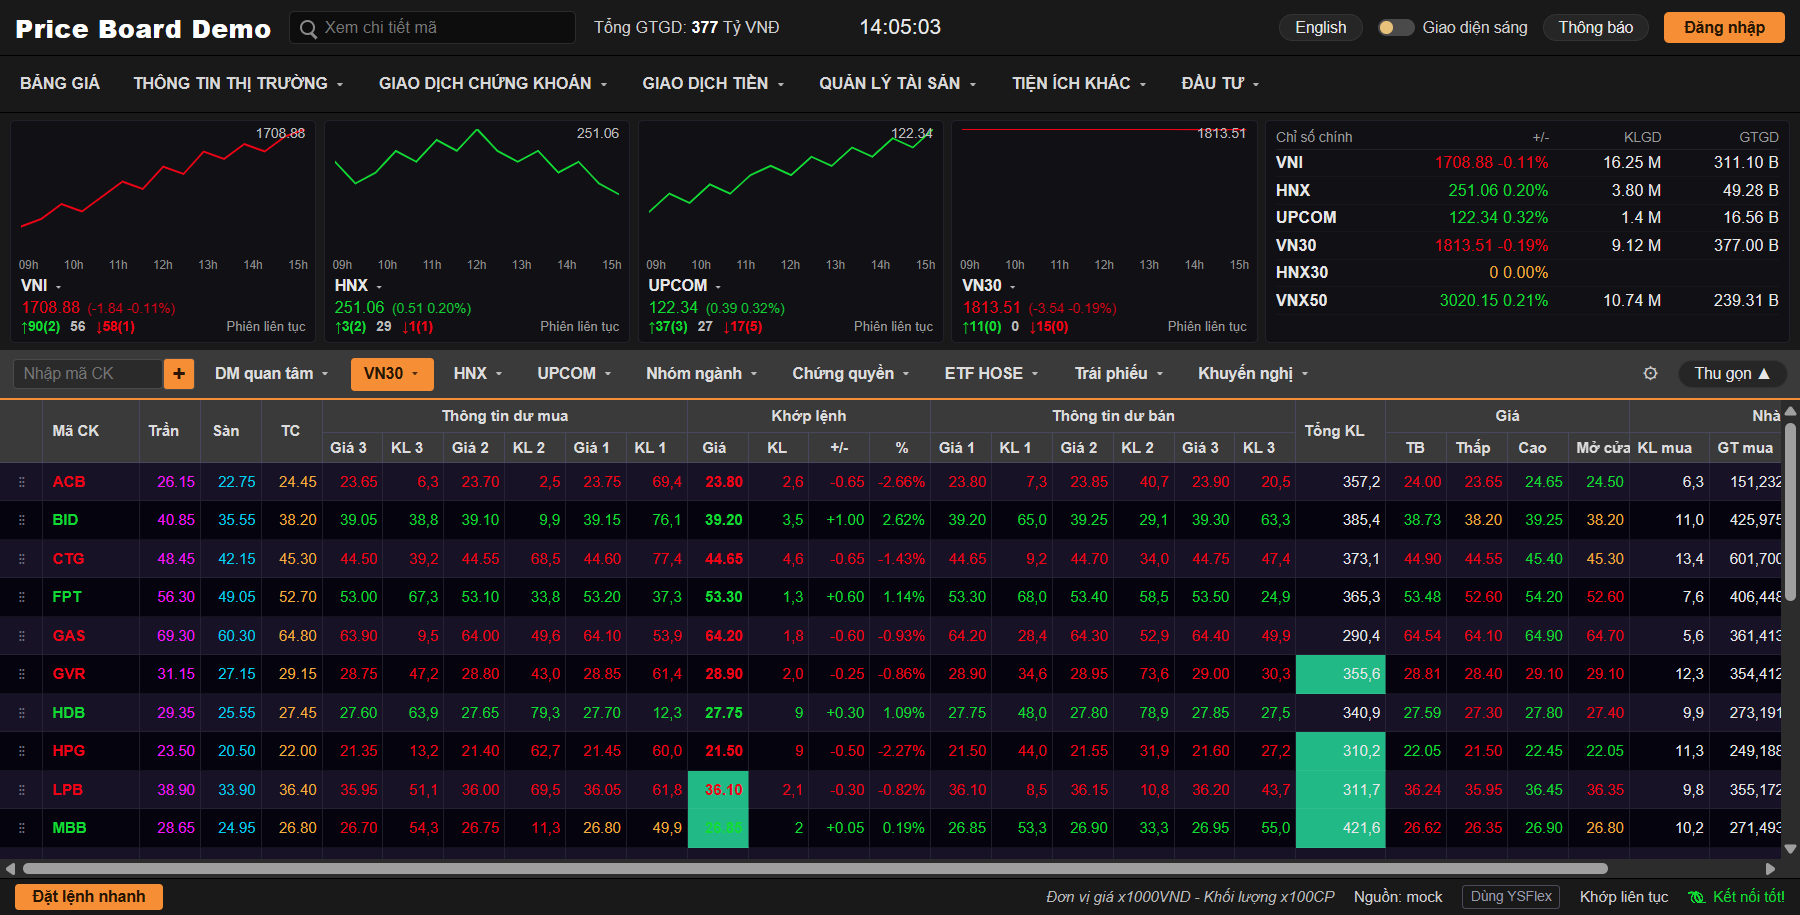 Price Board Demo Xem chi tiết mã Tổng GTGD: 377 Tỷ VNĐ 14:05:03 English Giao diện sáng Thông báo Đăng nhập
BẢNG GIÁ THÔNG TIN THỊ TRƯỜNG GIAO DỊCH CHỨNG KHOÁN GIAO DỊCH TIỀN QUẢN LÝ TÀI SẢN TIỆN ÍCH KHÁC ĐẦU TƯ
1708.88
09h 10h 11h 12h 13h 14h 15h
VNI
1708.88 (-1.84 -0.11%)
↑90(2) 56 ↓58(1) Phiên liên tục
251.06
09h 10h 11h 12h 13h 14h 15h
HNX
251.06 (0.51 0.20%)
↑3(2) 29 ↓1(1) Phiên liên tục
122.34
09h 10h 11h 12h 13h 14h 15h
UPCOM
122.34 (0.39 0.32%)
↑37(3) 27 ↓17(5) Phiên liên tục
1813.51
09h 10h 11h 12h 13h 14h 15h
VN30
1813.51 (-3.54 -0.19%)
↑11(0) 0 ↓15(0) Phiên liên tục
Chỉ số chính +/- KLGD GTGD
VNI 1708.88 -0.11% 16.25 M 311.10 B
HNX 251.06 0.20% 3.80 M 49.28 B
UPCOM 122.34 0.32% 1.4 M 16.56 B
VN30 1813.51 -0.19% 9.12 M 377.00 B
HNX30 0 0.00%
VNX50 3020.15 0.21% 10.74 M 239.31 B
Nhập mã CK + DM quan tâm VN30 HNX UPCOM Nhóm ngành Chứng quyền ETF HOSE Trái phiếu Khuyến nghị Thu gọn ▲
Mã CK Trần Sàn TC Thông tin dư mua Khớp lệnh Thông tin dư bán Tổng KL Giá Nhà
Giá 3 KL 3 Giá 2 KL 2 Giá 1 KL 1 Giá KL +/- % Giá 1 KL 1 Giá 2 KL 2 Giá 3 KL 3 TB Thấp Cao Mở cửa KL mua GT mua
ACB 26.15 22.75 24.45 23.65 6,3 23.70 2,5 23.75 69,4 23.80 2,6 -0.65 -2.66% 23.80 7,3 23.85 40,7 23.90 20,5 357,2 24.00 23.65 24.65 24.50 6,3 151,232
BID 40.85 35.55 38.20 39.05 38,8 39.10 9,9 39.15 76,1 39.20 3,5 +1.00 2.62% 39.20 65,0 39.25 29,1 39.30 63,3 385,4 38.73 38.20 39.25 38.20 11,0 425,975
CTG 48.45 42.15 45.30 44.50 39,2 44.55 68,5 44.60 77,4 44.65 4,6 -0.65 -1.43% 44.65 9,2 44.70 34,0 44.75 47,4 373,1 44.90 44.55 45.40 45.30 13,4 601,700
FPT 56.30 49.05 52.70 53.00 67,3 53.10 33,8 53.20 37,3 53.30 1,3 +0.60 1.14% 53.30 68,0 53.40 58,5 53.50 24,9 365,3 53.48 52.60 54.20 52.60 7,6 406,448
GAS 69.30 60.30 64.80 63.90 9,5 64.00 49,6 64.10 53,9 64.20 1,8 -0.60 -0.93% 64.20 28,4 64.30 52,9 64.40 49,9 290,4 64.54 64.10 64.90 64.70 5,6 361,413
GVR 31.15 27.15 29.15 28.75 47,2 28.80 43,0 28.85 61,4 28.90 2,0 -0.25 -0.86% 28.90 34,6 28.95 73,6 29.00 30,3 355,6 28.81 28.40 29.10 29.10 12,3 354,412
HDB 29.35 25.55 27.45 27.60 63,9 27.65 79,3 27.70 12,3 27.75 9 +0.30 1.09% 27.75 48,0 27.80 78,9 27.85 27,5 340,9 27.59 27.30 27.80 27.40 9,9 273,191
HPG 23.50 20.50 22.00 21.35 13,2 21.40 62,7 21.45 60,0 21.50 9 -0.50 -2.27% 21.50 44,0 21.55 31,9 21.60 27,2 310,2 22.05 21.50 22.45 22.05 11,3 249,188
LPB 38.90 33.90 36.40 35.95 51,1 36.00 69,5 36.05 61,8 36.10 2,1 -0.30 -0.82% 36.10 8,5 36.15 10,8 36.20 43,7 311,7 36.24 35.95 36.45 36.35 9,8 355,172
MBB 28.65 24.95 26.80 26.70 54,3 26.75 11,3 26.80 49,9 26.85 2 +0.05 0.19% 26.85 53,3 26.90 33,3 26.95 55,0 421,6 26.62 26.35 26.90 26.80 10,2 271,493
Đặt lệnh nhanh Đơn vị giá x1000VND - Khối lượng x100CP Nguồn: mock Dùng YSFlex Khớp liên tục Kết nối tốt!